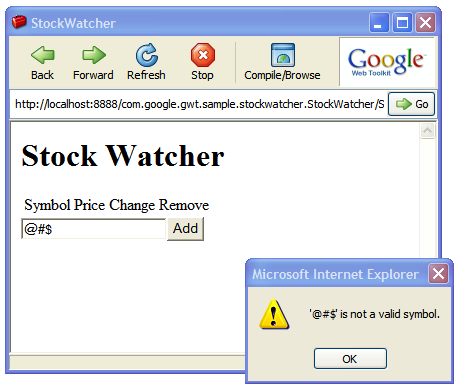 StockWatcher
Back Forward Refresh Stop Compile/Browse
Google™
Web Toolkit
http://localhost:8888/com.google.gwt.sample.stockwatcher.StockWatcher/S Go
Stock Watcher
Symbol Price Change Remove
@#$ Add
Microsoft Internet Explorer
'@#$' is not a valid symbol.
OK